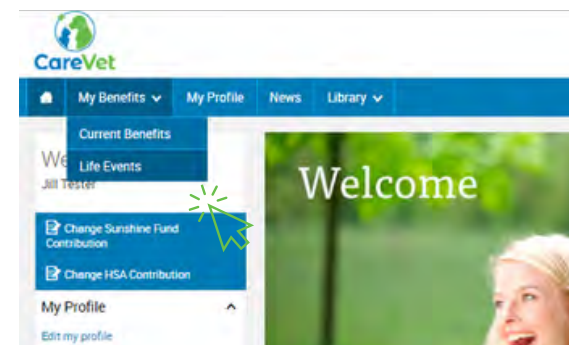 CareVet
My Benefits My Profile News Library
Current Benefits
Life Events
We
Jill Tester
Welcome
Change Sunshine Fund
Contribution
Change HSA Contribution
My Profile
Edit my profile